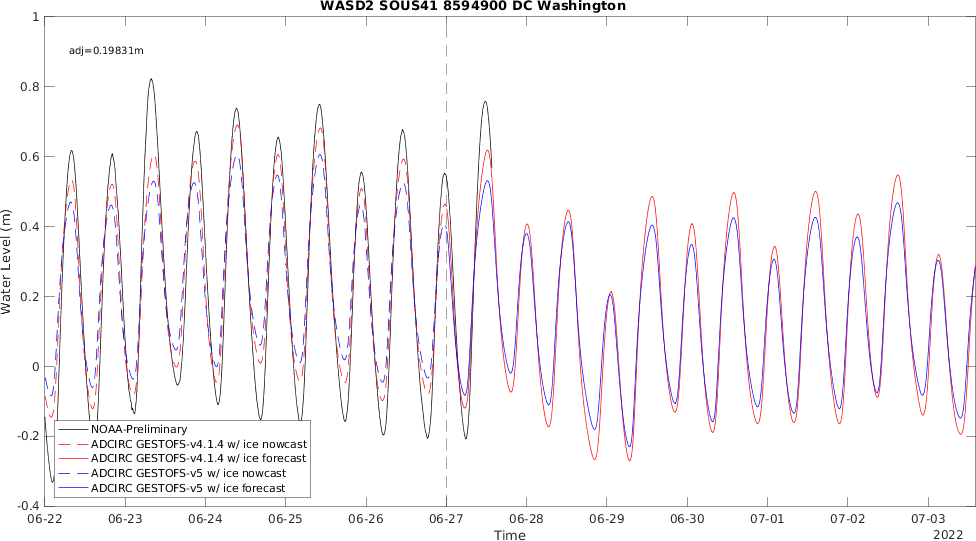 WASD2 SOUS41 8594900 DC Washington
adj=0.19831m
1
0.8
0.6
0.4
0.2
0
-0.2
-0.4
Water Level (m)
NOAA-Preliminary
ADCIRC GESTOFS-v4.1.4 w/ ice nowcast
ADCIRC GESTOFS-v4.1.4 w/ ice forecast
ADCIRC GESTOFS-v5 w/ ice nowcast
ADCIRC GESTOFS-v5 w/ ice forecast
06-22 06-23 06-24 06-25 06-26 06-27 06-28 06-29 06-30 07-01 07-02 07-03
Time
2022